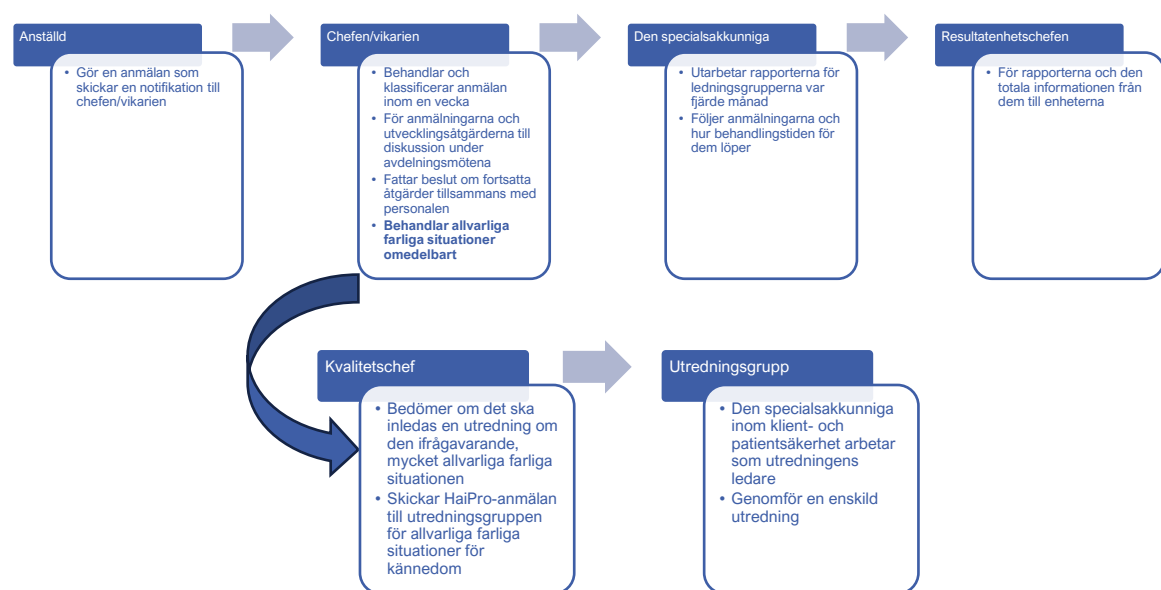 Anställd
• Gör en anmälan som
skickar en notifikation till
chefen/vikarien
Chefen/vikarien
• Behandlar och
klassificerar anmälan
inom en vecka
• För anmälningarna och
utvecklingsåtgärderna till
diskussion under
avdelningsmötena
• Fattar beslut om fortsatta
åtgärder tillsammans med
personalen
• Behandlar allvarliga
farliga situationer
omedelbart
Den specialsakkunniga
• Utarbetar rapporterna för
ledningsgrupperna var
fjärde månad
• Följer anmälningarna och
hur behandlingstiden för
dem löper
Resultatenhetschefen
• För rapporterna och den
totala informationen från
dem till enheterna
Kvalitetschef
• Bedömer om det ska
inledas en utredning om
den ifrågavarande,
mycket allvarliga farliga
situationen
• Skickar HaiPro-anmälan
till utredningsgruppen
för allvarliga farliga
situationer för
kännedom
Utredningsgrupp
• Den specialsakkunniga
inom klient- och
patientsäkerhet arbetar
som utredningens
ledare
• Genomför en enskild
utredning